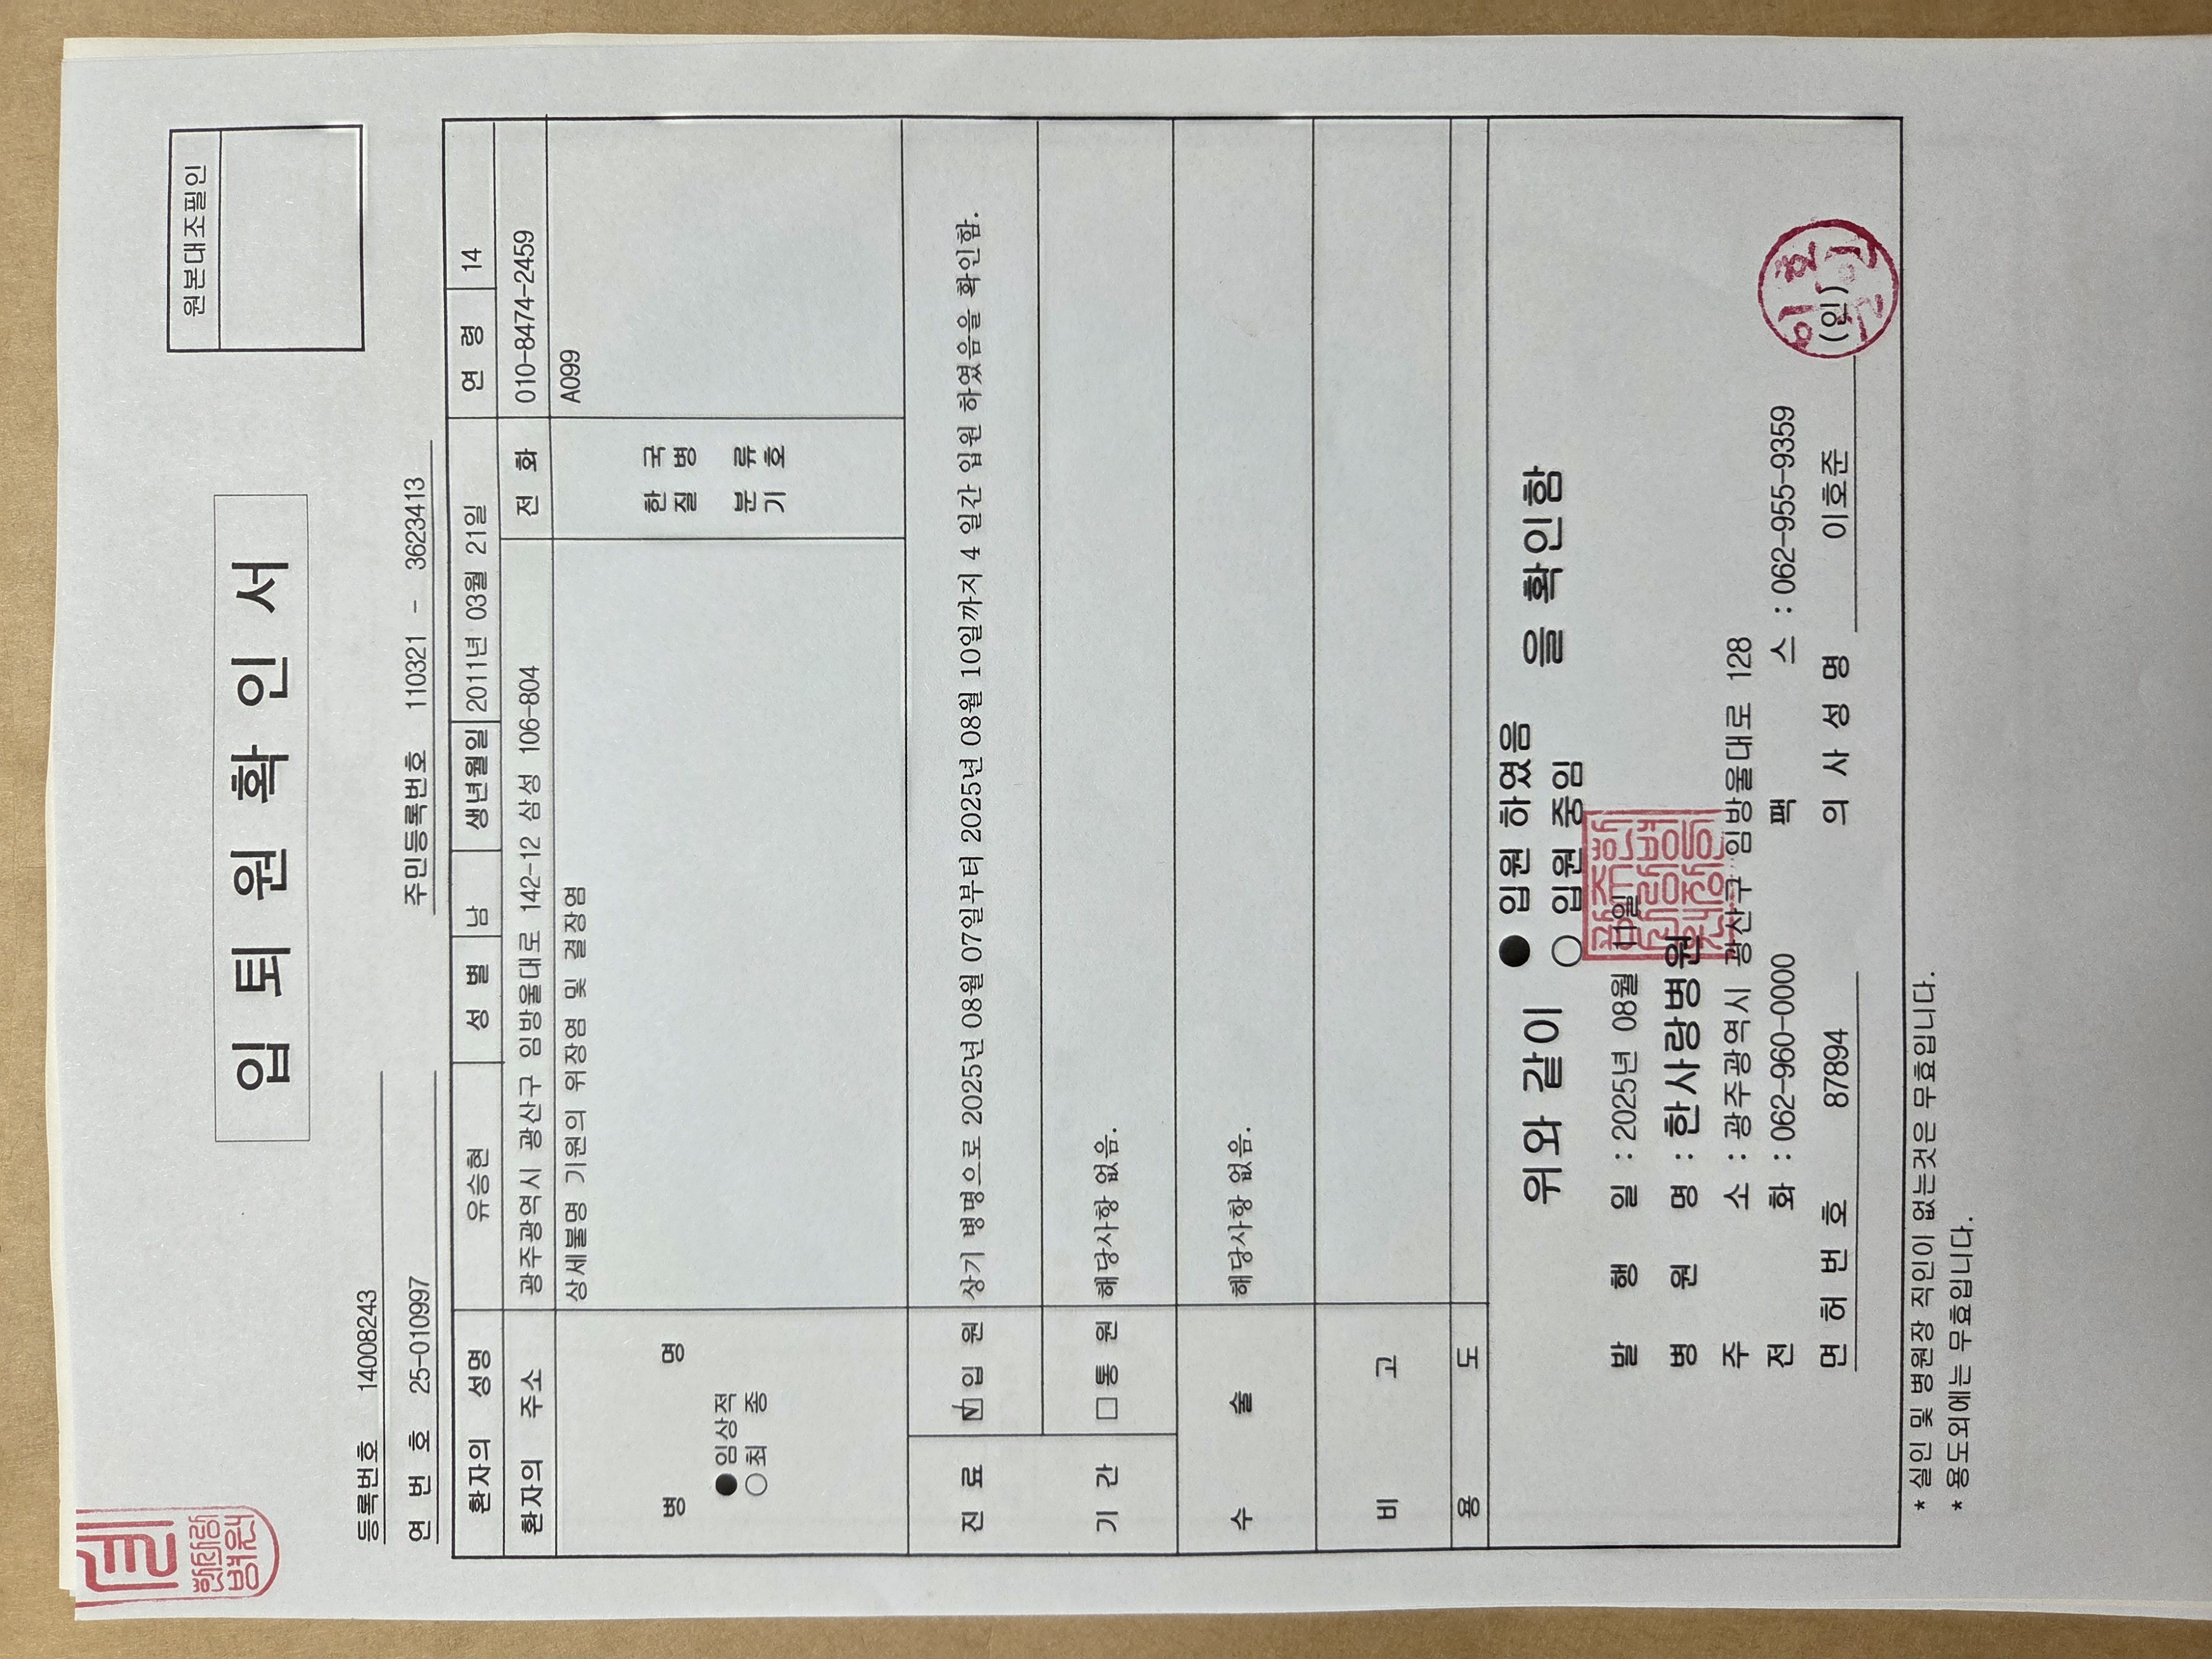 원본대조필인
입 퇴 원 확 인 서
등록번호 14008243
연 번 호 25-010997
주민등록번호 110321 - 3623413
환자의 성명 유승현 성 별 남 생년월일 2011년 03월 21일 연 령 14
환자의 주소 광주광역시 광산구 임방울대로 142-12 삼성 106-804 전 화 010-8474-2459
병 명
● 임상적
○ 최 종
상세불명 기원의 위장염 및 결장염
한 국
질 병
분 류
기 호
A099
진 료
기 간
☑ 입 원 상기 병명으로 2025년 08월 07일부터 2025년 08월 10일까지 4 일간 입원 하였음을 확인함.
□ 통 원 해당사항 없음.
수 술 해당사항 없음.
비 고
용 도
위와 같이 ● 입원 하였음 을 확인함
○ 입원 중임
발 행 일 : 2025년 08월 11일
병 원 명 : 한사랑병원
주 소 : 광주광역시 광산구 임방울대로 128
전 화 : 062-960-0000 팩 스 : 062-955-9359
면 허 번 호 87894 의 사 성 명 이호준 (인)
* 실인 및 병원장 직인이 없는것은 무효입니다.
* 용도외에는 무효입니다.
한사랑
병원